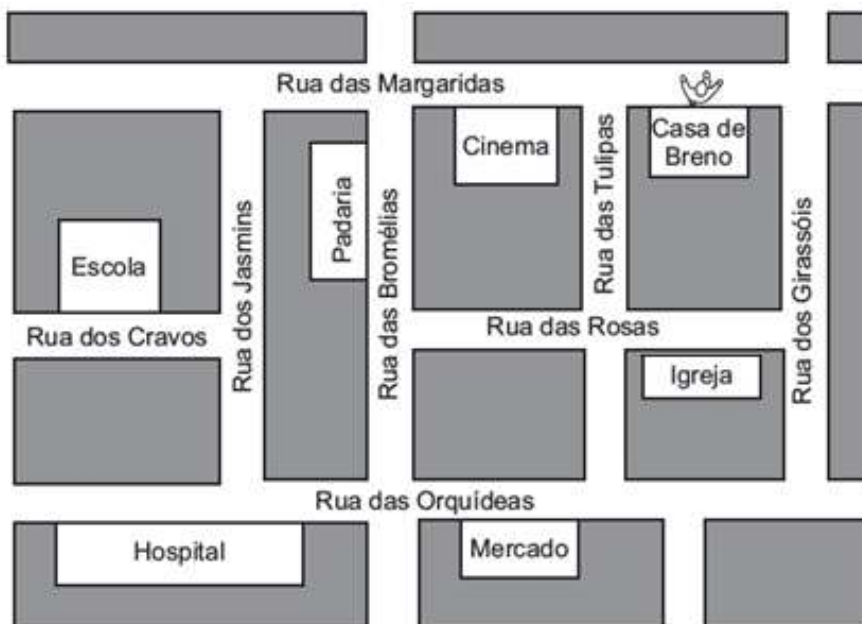 Rua das Margaridas
Cinema
Casa de
Breno
Rua das Tulipas
Padaria
Escola
Rua dos Jasmins
Rua das Bromélias
Rua dos Girassóis
Rua dos Cravos
Rua das Rosas
Igreja
Rua das Orquídeas
Hospital
Mercado